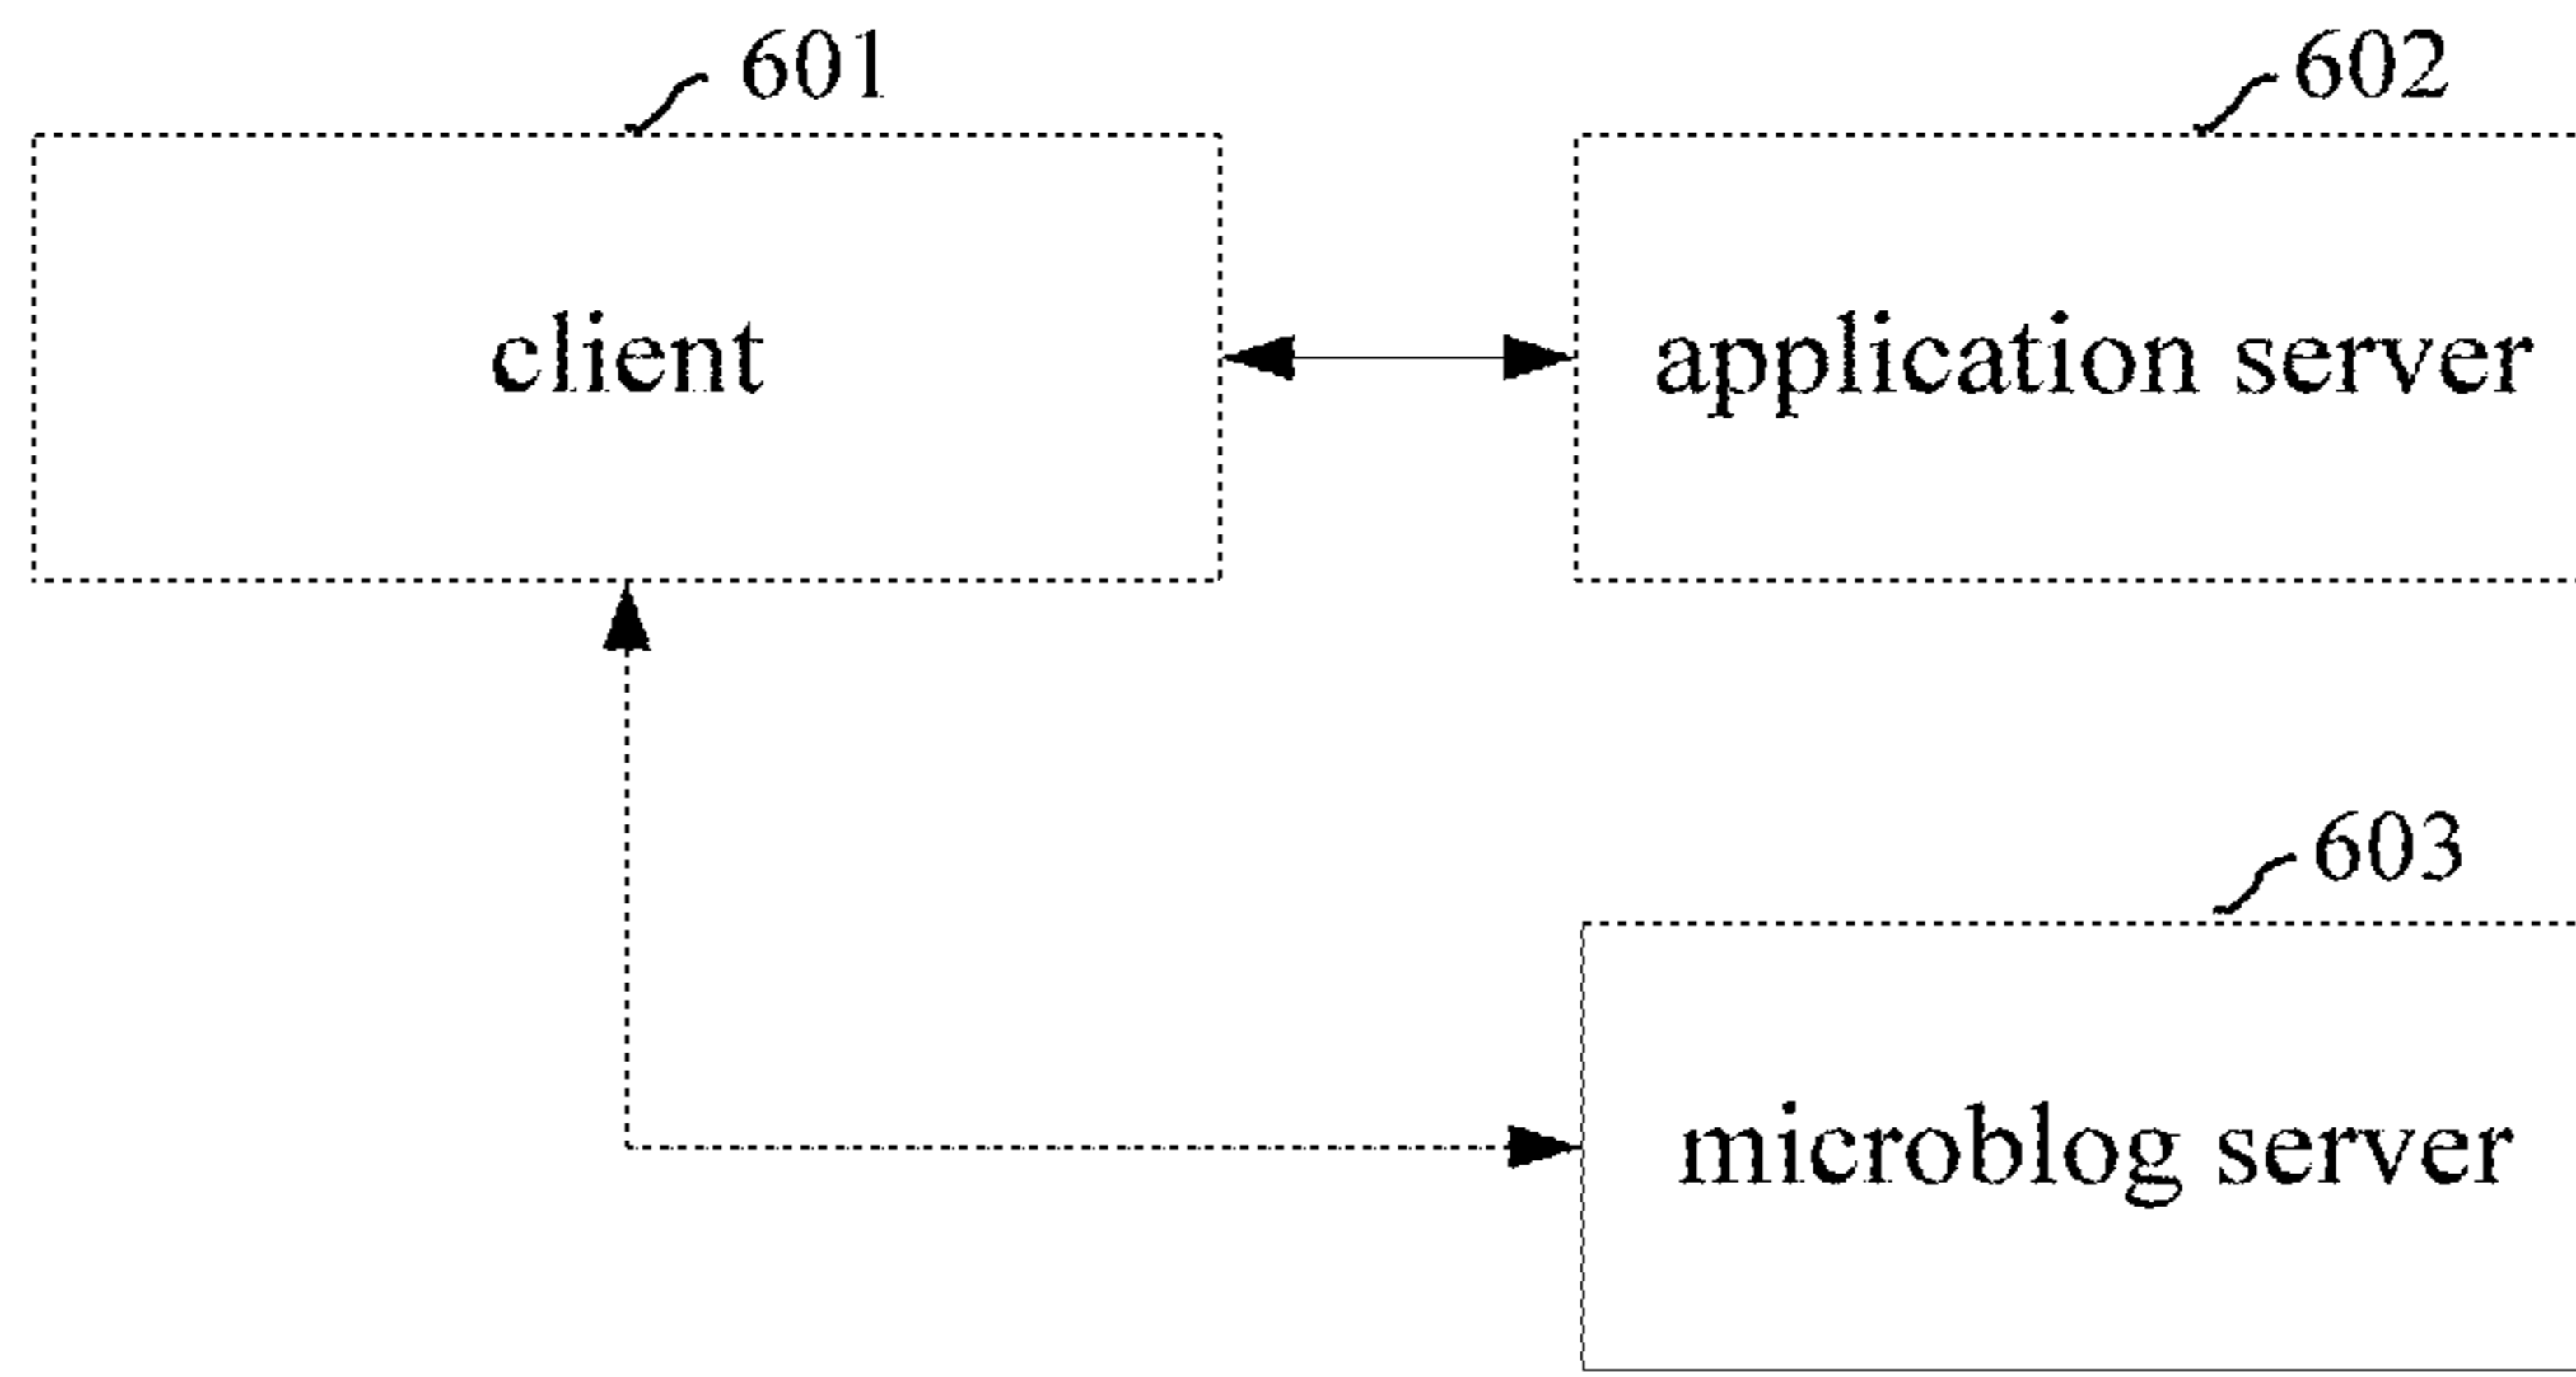 601
602
client
application server
603
microblog server